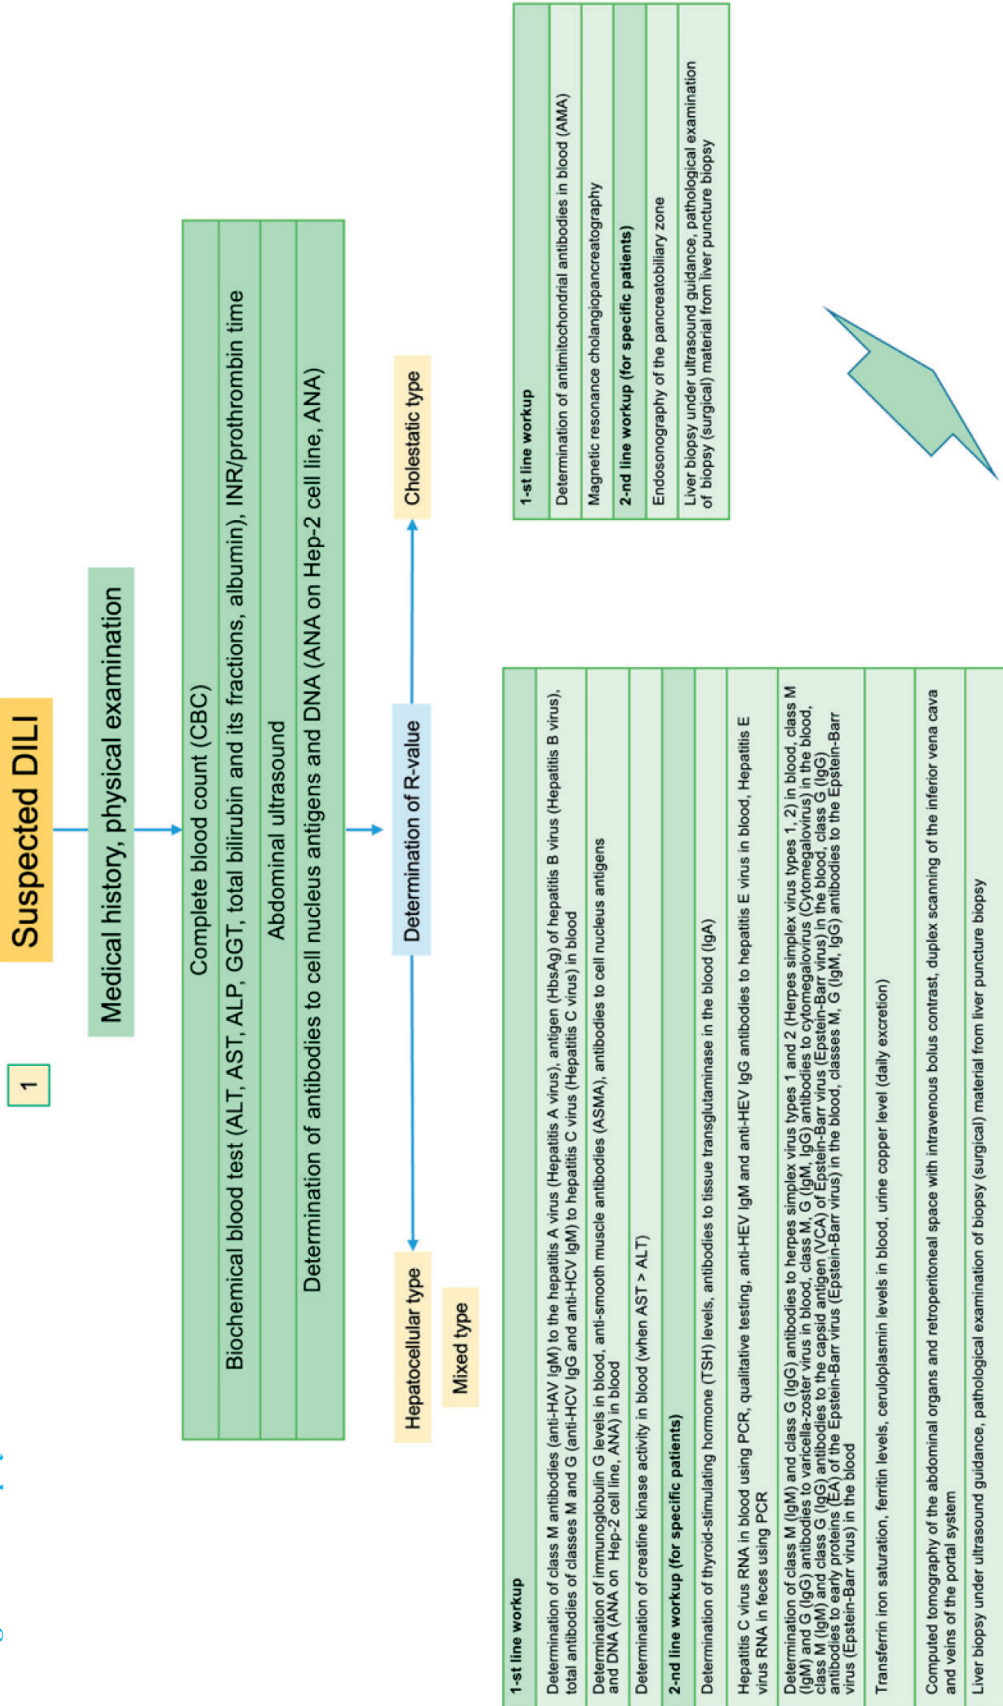 1
Suspected DILI
Medical history, physical examination
Complete blood count (CBC)
Biochemical blood test (ALT, AST, ALP, GGT, total bilirubin and its fractions, albumin), INR/prothrombin time
Abdominal ultrasound
Determination of antibodies to cell nucleus antigens and DNA (ANA on Hep-2 cell line, ANA)
Hepatocellular type
Determination of R-value
Cholestatic type
Mixed type
1-st line workup
Determination of class M antibodies (anti-HAV IgM) to the hepatitis A virus (Hepatitis A virus), antigen (HbsAg) of hepatitis B virus (Hepatitis B virus),
total antibodies of classes M and G (anti-HCV IgG and anti-HCV IgM) to hepatitis C virus (Hepatitis C virus) in blood
Determination of immunoglobulin G levels in blood, anti-smooth muscle antibodies (ASMA), antibodies to cell nucleus antigens
and DNA (ANA on Hep-2 cell line, ANA) in blood
Determination of creatine kinase activity in blood (when AST > ALT)
2-nd line workup (for specific patients)
Determination of thyroid-stimulating hormone (TSH) levels, antibodies to tissue transglutaminase in the blood (IgA)
Hepatitis C virus RNA in blood using PCR, qualitative testing, anti-HEV IgM and anti-HEV IgG antibodies to hepatitis E virus in blood, Hepatitis E
virus RNA in feces using PCR
Determination of class M (IgM) and class G (IgG) antibodies to herpes simplex virus types 1 and 2 (Herpes simplex virus types 1, 2) in blood, class M
(IgM) and G (IgG) antibodies to varicella-zoster virus in blood, class M, G (IgM, IgG) antibodies to cytomegalovirus (Cytomegalovirus) in the blood,
class M (IgM) and class G (IgG) antibodies to the capsid antigen (VCA) of Epstein-Barr virus (Epstein-Barr virus) in the blood, class G (IgG)
antibodies to early proteins (EA) of the Epstein-Barr virus (Epstein-Barr virus) in the blood, classes M, G (IgM, IgG) antibodies to the Epstein-Barr
virus (Epstein-Barr virus) in the blood
Transferrin iron saturation, ferritin levels, ceruloplasmin levels in blood, urine copper level (daily excretion)
Computed tomography of the abdominal organs and retroperitoneal space with intravenous bolus contrast, duplex scanning of the inferior vena cava
and veins of the portal system
Liver biopsy under ultrasound guidance, pathological examination of biopsy (surgical) material from liver puncture biopsy
1-st line workup
Determination of antimitochondrial antibodies in blood (AMA)
Magnetic resonance cholangiopancreatography
2-nd line workup (for specific patients)
Endosonography of the pancreatobiliary zone
Liver biopsy under ultrasound guidance, pathological examination
of biopsy (surgical) material from liver puncture biopsy